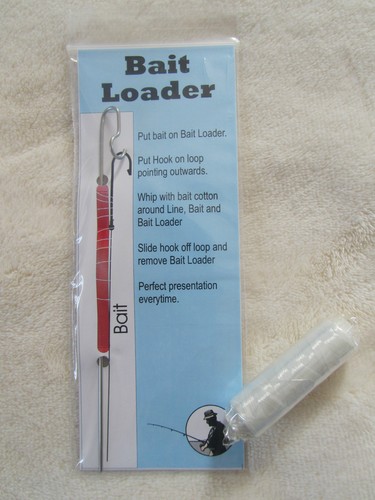 Bait
Loader
Put bait on Bait Loader.
Put Hook on loop
pointing outwards.
Whip with bait cotton
around Line, Bait and
Bait Loader
Slide hook off loop and
remove Bait Loader
Perfect presentation
everytime.
Bait